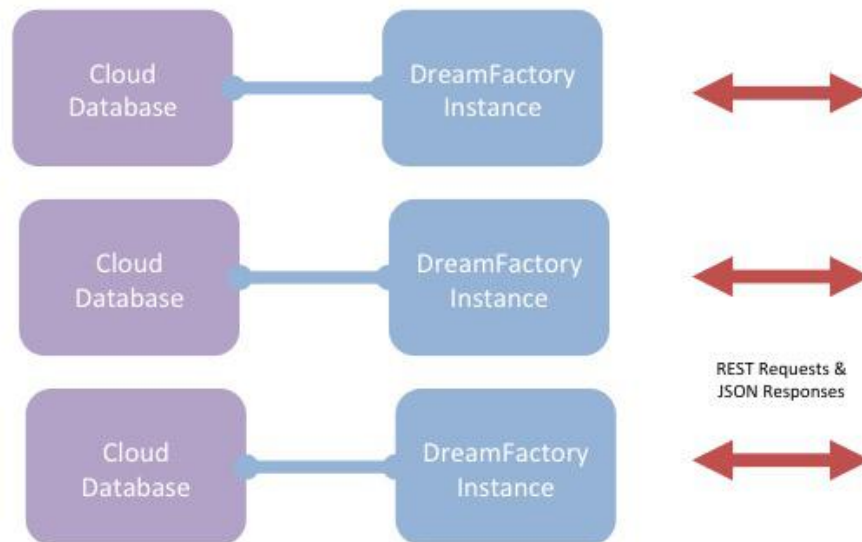 Cloud
Database
DreamFactory
Instance
Cloud
Database
DreamFactory
Instance
REST Requests &
JSON Responses
Cloud
Database
DreamFactory
Instance